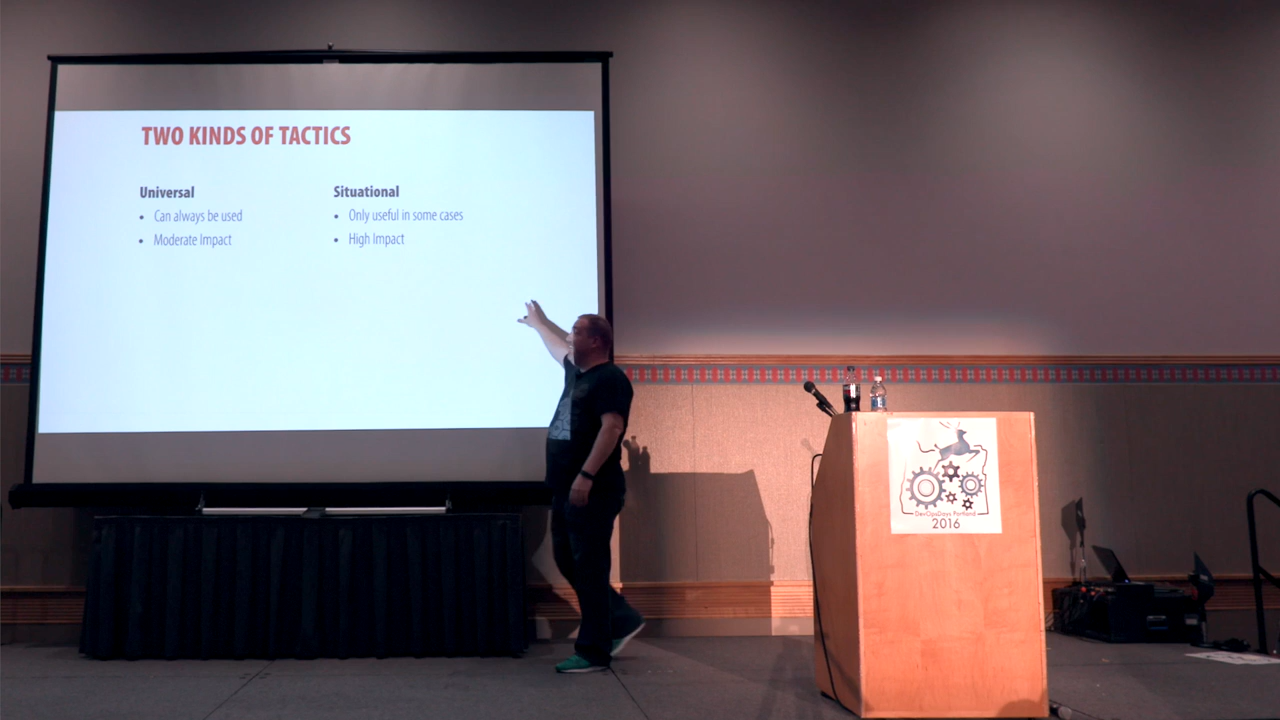 TWO KINDS OF TACTICS
Universal
• Can always be used
• Moderate Impact
Situational
• Only useful in some cases
• High Impact
DevOpsDays Portland
2016